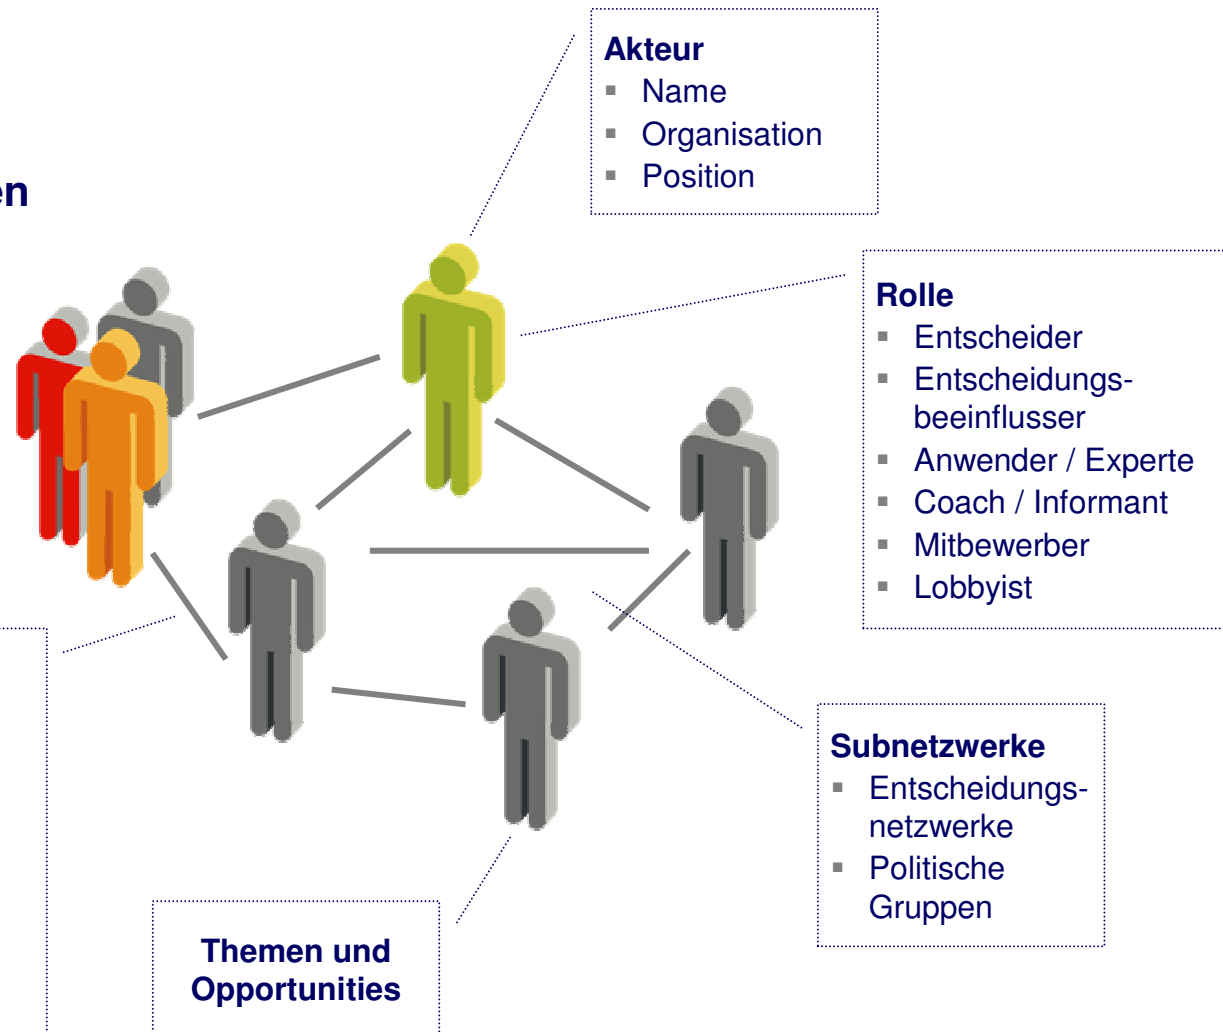 Akteur
Name
Organisation
Position
en
Rolle
Entscheider
Entscheidungs-
beeinflusser
Anwender / Experte
Coach / Informant
Mitbewerber
Lobbyist
Subnetzwerke
Entscheidungs-
netzwerke
Politische
Gruppen
Themen und
Opportunities